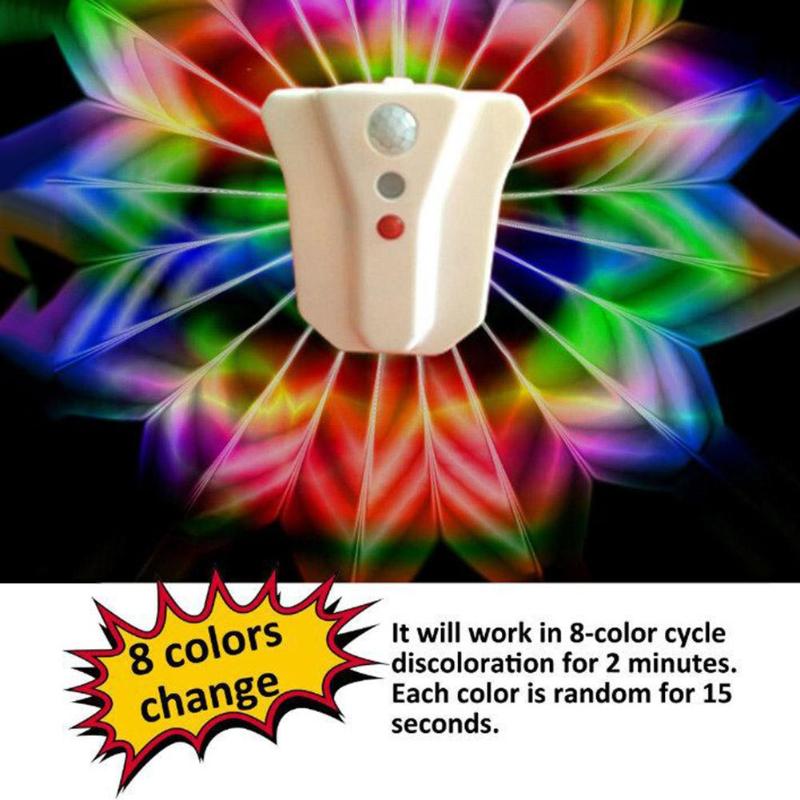 8 colors
change
It will work in 8-color cycle
discoloration for 2 minutes.
Each color is random for 15
seconds.